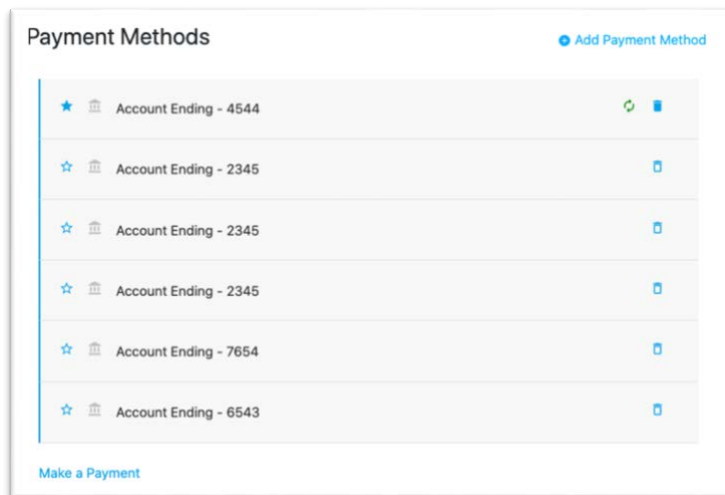 Payment Methods
Add Payment Method
Account Ending - 4544
Account Ending - 2345
Account Ending - 2345
Account Ending - 2345
Account Ending - 7654
Account Ending - 6543
Make a Payment